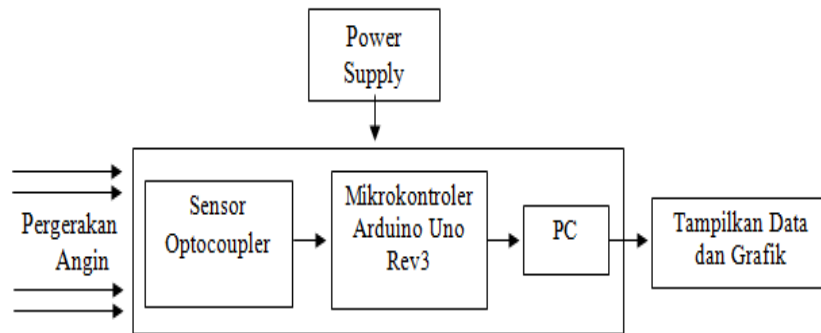 Power
Supply
Pergerakan
Angin
Sensor
Optocoupler
Mikrokontroler
Arduino Uno
Rev3
PC
Tampilkan Data
dan Grafik